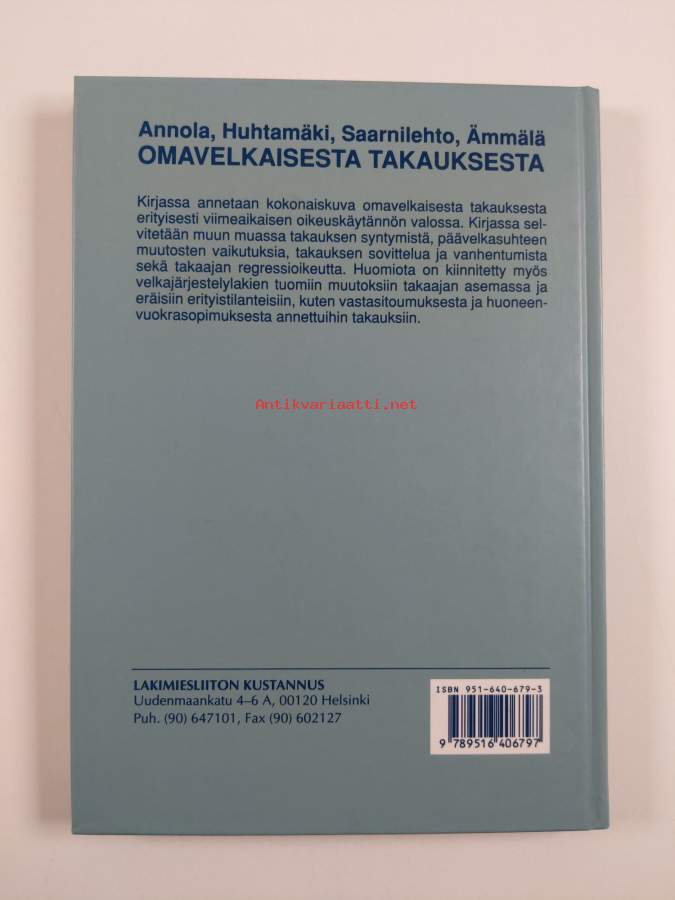 Annola, Huhtamäki, Saarnilehto, Ämmälä
OMAVELKAISESTA TAKAUKSESTA
Kirjassa annetaan kokonaiskuva omavelkaisesta takauksesta
erityisesti viimeaikaisen oikeuskäytännön valossa. Kirjassa sel-
vitetään muun muassa takauksen syntymistä, päävelkasuhteen
muutosten vaikutuksia, takauksen sovittelua ja vanhentumista
sekä takaajan regressioikeutta. Huomiota on kiinnitetty myös
velkajärjestelylakien tuomiin muutoksiin takaajan asemassa ja
eräisiin erityistilanteisiin, kuten vastasitoumuksesta ja huoneen-
vuokrasopimuksesta annettuihin takauksiin.
Antikvariaatti.net
LAKIMIESLIITON KUSTANNUS
Uudenmaankatu 4–6 A, 00120 Helsinki
Puh. (90) 647101, Fax (90) 602127
ISBN 951-640-679-3
9 789516 406797